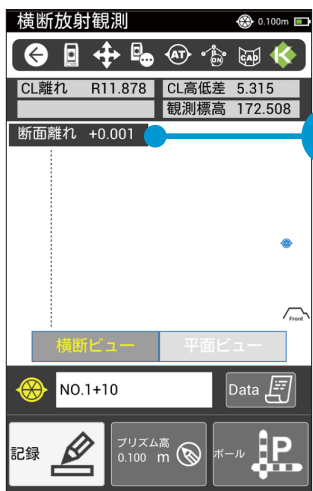 横断放射観測 0.100m
AT ON CAD
CL離れ R11.878 CL高低差 5.315
観測標高 172.508
断面離れ +0.001
Front
横断ビュー 平面ビュー
NO.1+10 Data
記録 プリズム高 0.100 m ポール P